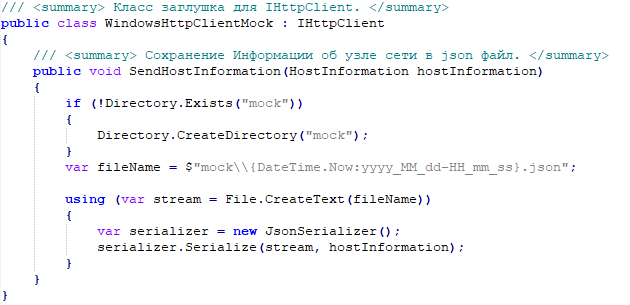 /// <summary> Класс заглушка для IHttpClient. </summary>
public class WindowsHttpClientMock : IHttpClient
{
    /// <summary> Сохранение Информации об узле сети в json файл. </summary>
    public void SendHostInformation(HostInformation hostInformation)
    {
        if (!Directory.Exists("mock"))
        {
            Directory.CreateDirectory("mock");
        }
        var fileName = $"mock\\{DateTime.Now:yyyy_MM_dd-HH_mm_ss}.json";

        using (var stream = File.CreateText(fileName))
        {
            var serializer = new JsonSerializer();
            serializer.Serialize(stream, hostInformation);
        }
    }
}